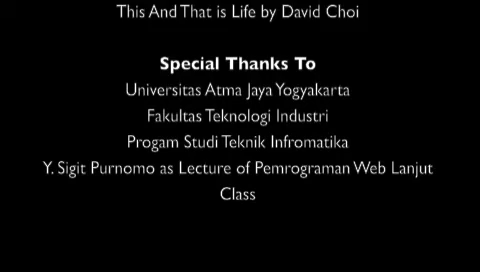 This And That is Life by David Choi
Special Thanks To
Universitas Atma Jaya Yogyakarta
Fakultas Teknologi Industri
Progam Studi Teknik Infromatika
Y. Sigit Purnomo as Lecture of Pemrograman Web Lanjut
Class